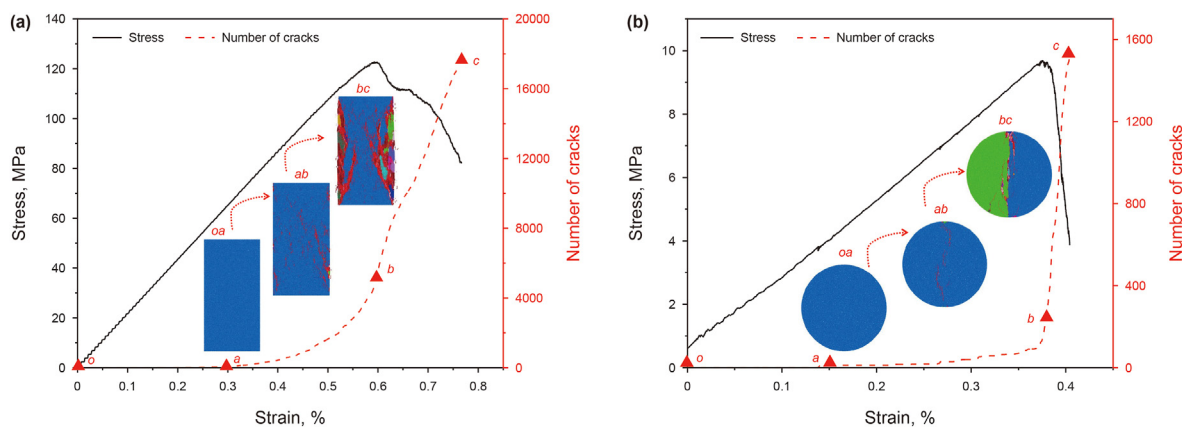 (a)
Stress
Number of cracks
140
120
100
80
60
40
20
0
Stress, MPa
20000
16000
12000
8000
4000
0
Number of cracks
0
0.1
0.2
0.3
0.4
0.5
0.6
0.7
0.8
Strain, %
o
a
b
c
oa
ab
bc
(b)
Stress
Number of cracks
10
8
6
4
2
0
Stress, MPa
1600
1200
800
400
0
Number of cracks
0
0.1
0.2
0.3
0.4
Strain, %
o
a
b
c
oa
ab
bc